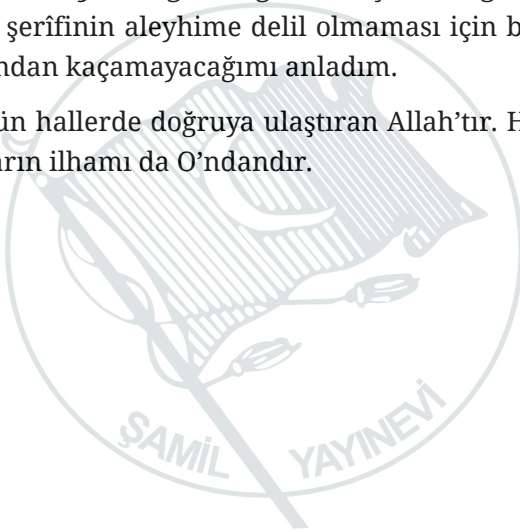 şerîfinin aleyhime delil olmaması için b
ndan kaçamayacağımı anladım.
ün hallerde doğruya ulaştıran Allah’tır. H
arın ilhamı da O’ndandır.
ŞAMİL YAYINEVİ